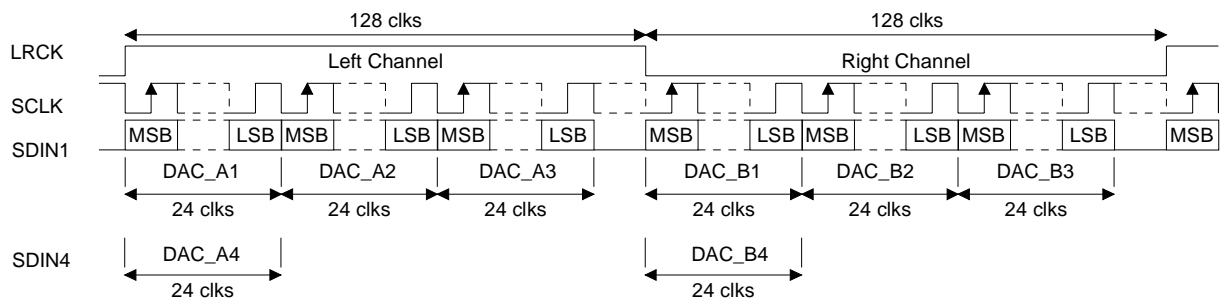 128 clks 128 clks
LRCK Left Channel Right Channel
SCLK
SDIN1 MSB LSB MSB LSB MSB LSB MSB LSB MSB LSB MSB LSB MSB
DAC_A1 DAC_A2 DAC_A3 DAC_B1 DAC_B2 DAC_B3
24 clks 24 clks 24 clks 24 clks 24 clks 24 clks
SDIN4 DAC_A4 DAC_B4
24 clks 24 clks